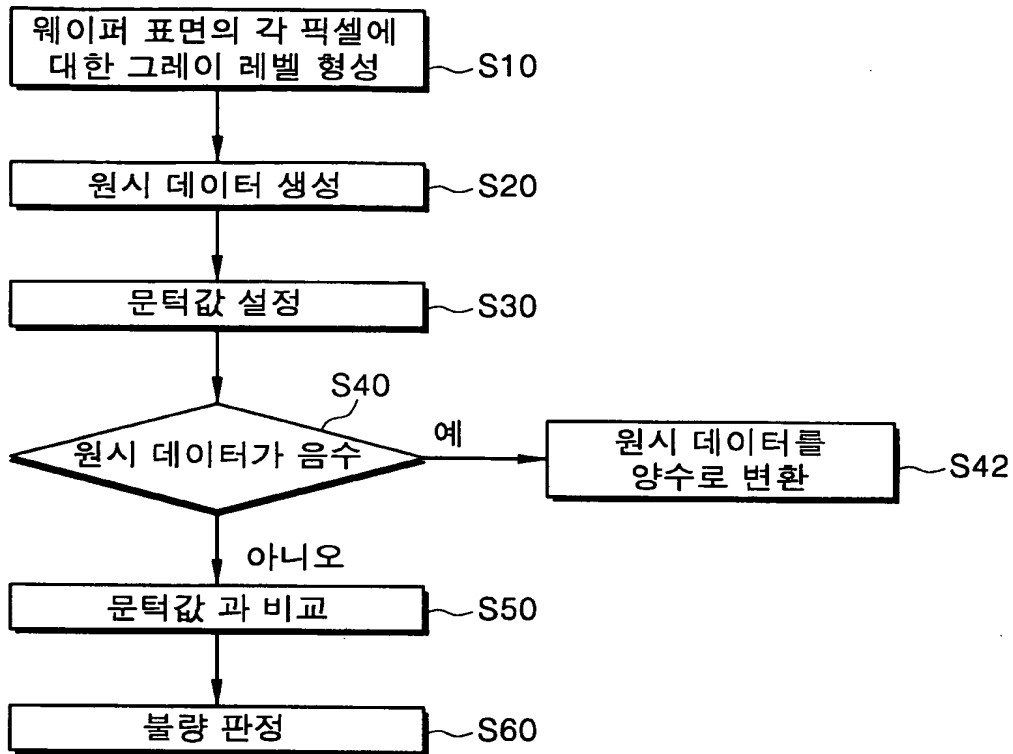 웨이퍼 표면의 각 픽셀에
대한 그레이 레벨 형성
S10
원시 데이터 생성
S20
문턱값 설정
S30
S40
원시 데이터가 음수
예
원시 데이터를
양수로 변환
S42
아니오
문턱값 과 비교
S50
불량 판정
S60